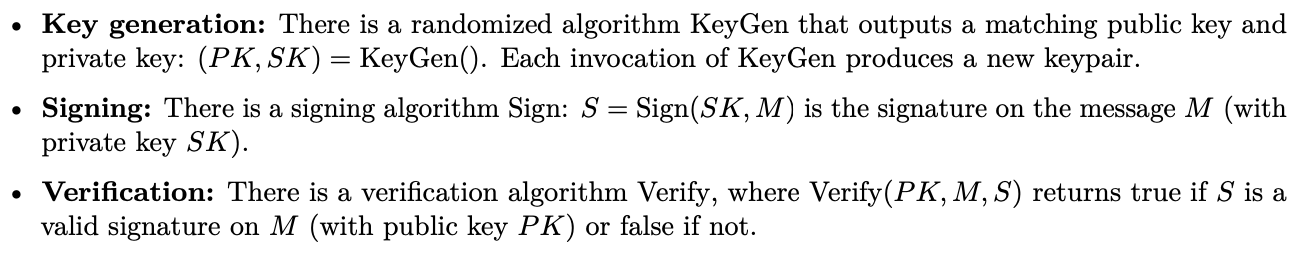 • Key generation: There is a randomized algorithm KeyGen that outputs a matching public key and
private key: (PK, SK) = KeyGen(). Each invocation of KeyGen produces a new keypair.
• Signing: There is a signing algorithm Sign: S = Sign(SK, M) is the signature on the message M (with
private key SK).
• Verification: There is a verification algorithm Verify, where Verify(PK, M, S) returns true if S is a
valid signature on M (with public key PK) or false if not.